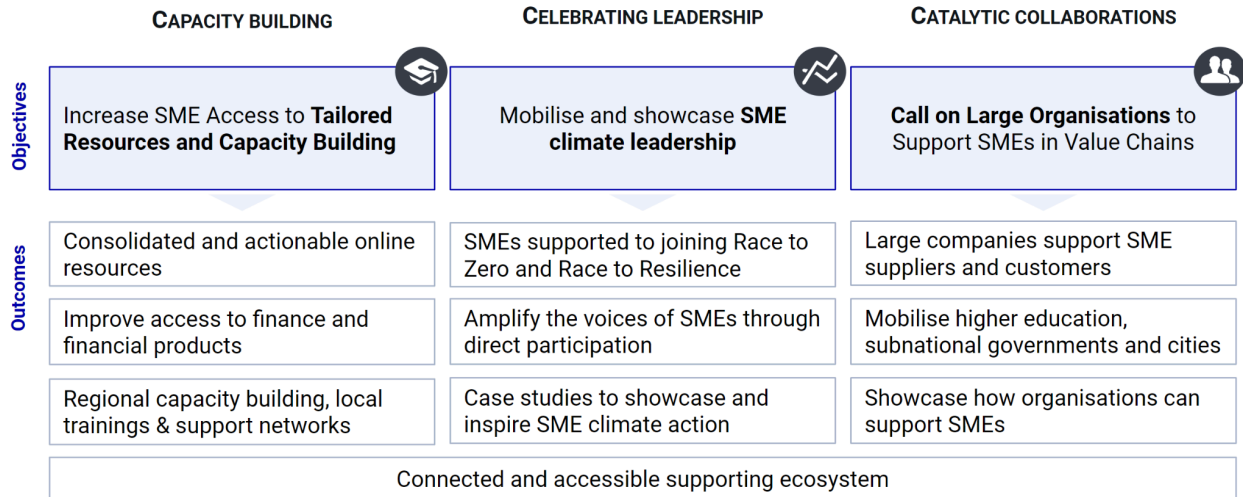 CAPACITY BUILDING
CELEBRATING LEADERSHIP
CATALYTIC COLLABORATIONS
Objectives
Increase SME Access to Tailored
Resources and Capacity Building
Mobilise and showcase SME
climate leadership
Call on Large Organisations to
Support SMEs in Value Chains
Outcomes
Consolidated and actionable online
resources
SMEs supported to joining Race to
Zero and Race to Resilience
Large companies support SME
suppliers and customers
Improve access to finance and
financial products
Amplify the voices of SMEs through
direct participation
Mobilise higher education,
subnational governments and cities
Regional capacity building, local
trainings & support networks
Case studies to showcase and
inspire SME climate action
Showcase how organisations can
support SMEs
Connected and accessible supporting ecosystem